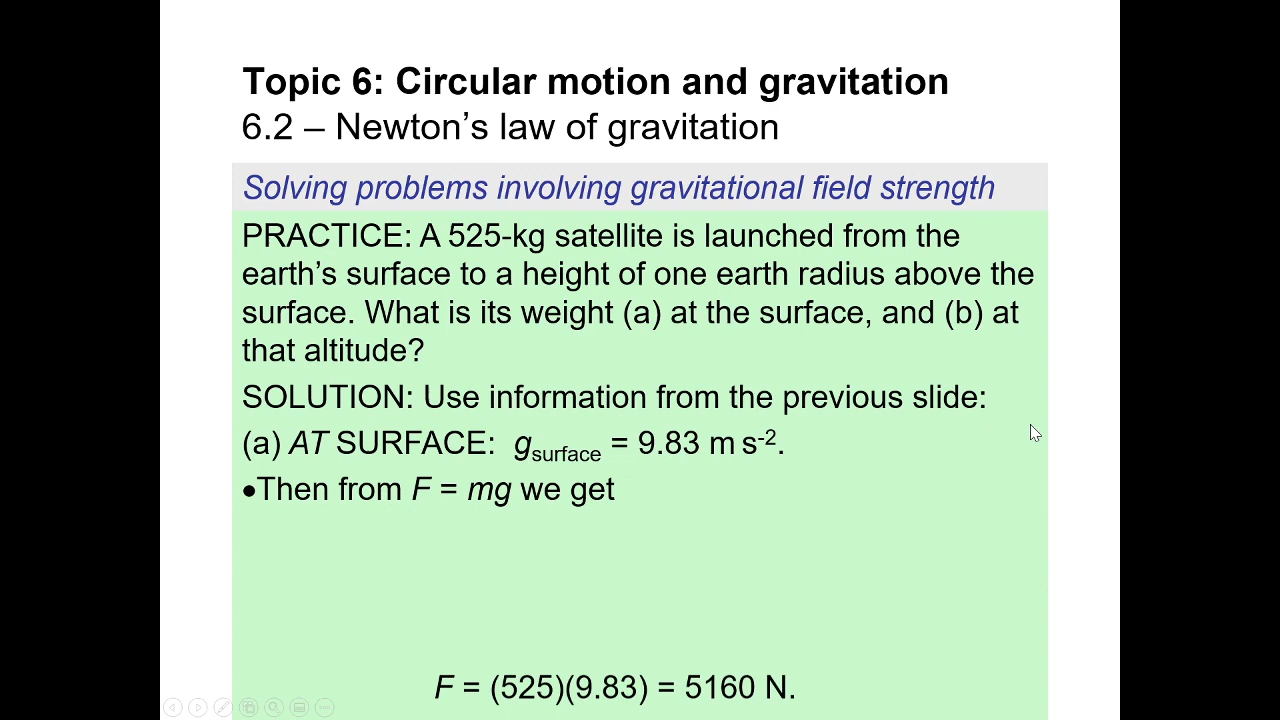 Topic 6: Circular motion and gravitation
6.2 – Newton’s law of gravitation
Solving problems involving gravitational field strength
PRACTICE: A 525-kg satellite is launched from the
earth’s surface to a height of one earth radius above the
surface. What is its weight (a) at the surface, and (b) at
that altitude?
SOLUTION: Use information from the previous slide:
(a) AT SURFACE: gsurface = 9.83 m s-2.
•Then from F = mg we get
F = (525)(9.83) = 5160 N.